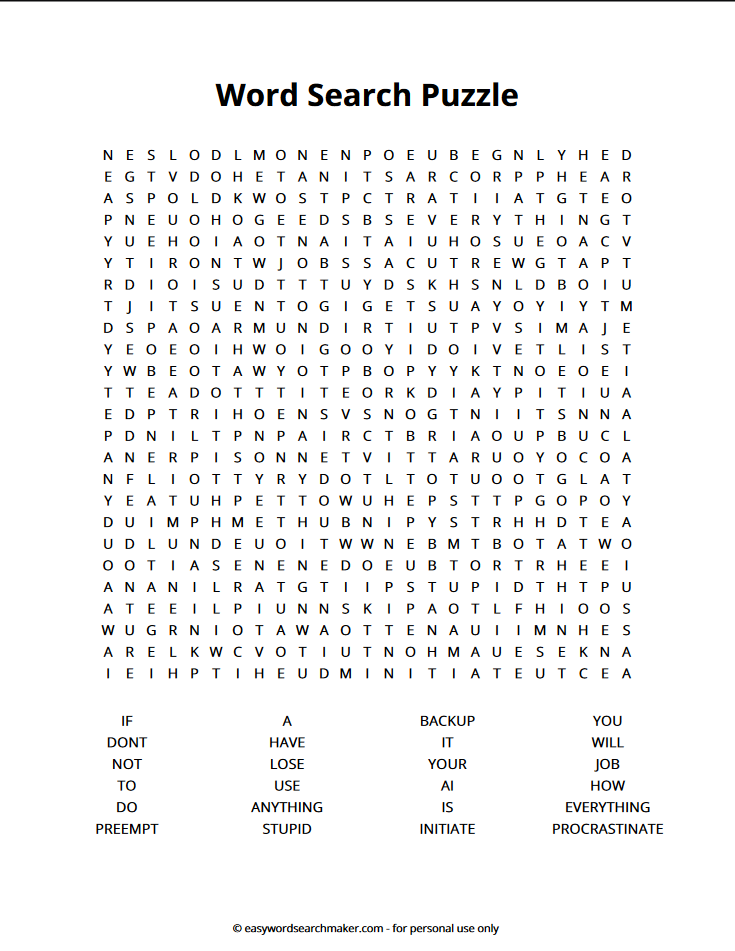 Word Search Puzzle
N E S L O D L M O N E N P O E U B E G N L Y H E D
E G T V D O H E T A N I T S A R C O R P P H E A R
A S P O L D K W O S T P C T R A T I I A T G T E O
P N E U O H O G E E D S B S E V E R Y T H I N G T
Y U E H O I A O T N A I T A I U H O S U E O A C V
Y T I R O N T W J O B S S A C U T R E W G T A P T
R D I O I S U D T T T U Y D S K H S N L D B O I U
T J I T S U E N T O G I G E T S U A Y O Y I Y T M
D S P A O A R M U N D I R T I U T P V S I M A J E
Y E O E O I H W O I G O O Y I D O I V E T L I S T
Y W B E O T A W Y O T P B O P Y Y K T N O E O E I
T T E A D O T T T I T E O R K D I A Y P I T I U A
E D P T R I H O E N S V S N O G T N I I T S N N A
P D N I L T P N P A I R C T B R I A O U P B U C L
A N E R P I S O N N E T V I T T A R U O Y O C O A
N F L I O T T Y R Y D O T L T O T U O O T G L A T
Y E A T U H P E T T O W U H E P S T T P G O P O Y
D U I M P H M E T H U B N I P Y S T R H H D T E A
U D L U N D E U O I T W W N E B M T B O T A T W O
O O T I A S E N E N E D O E U B T O R T R H E E I
A N A N I L R A T G T I I P S T U P I D T H T P U
A T E E I L P I U N N S K I P A O T L F H I O O S
W U G R N I O T A W A O T T E N A U I I M N H E S
A R E L K W C V O T I U T N O H M A U E S E K N A
I E I H P T I H E U D M I N I T I A T E U T C E A
IF A BACKUP YOU
DONT HAVE IT WILL
NOT LOSE YOUR JOB
TO USE AI HOW
DO ANYTHING IS EVERYTHING
PREEMPT STUPID INITIATE PROCRASTINATE
© easywordsearchmaker.com - for personal use only